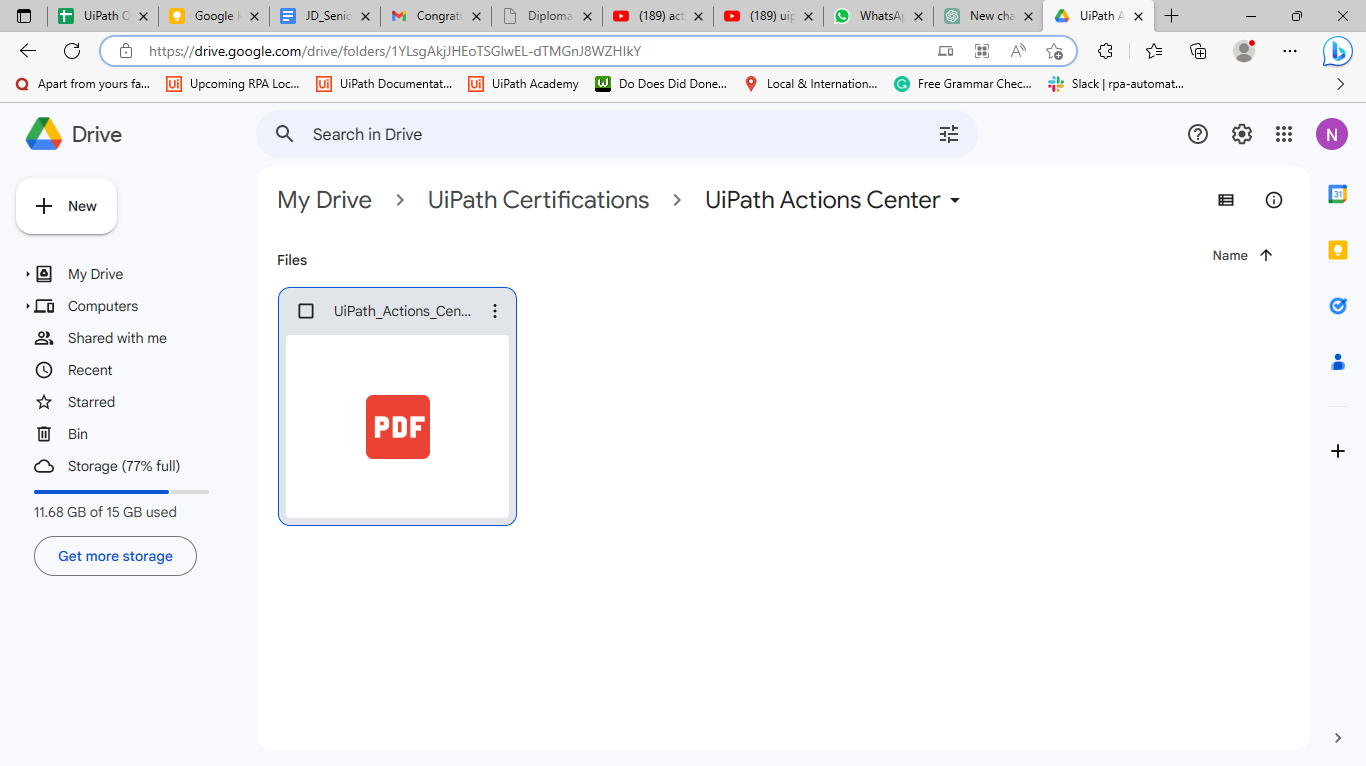 UiPath C
Google K
JD_Senio
Congrat
Diploma
(189) act
(189) uip
WhatsAp
New cha
UiPath A
https://drive.google.com/drive/folders/1YLsgAkjJHEoTSGlwEL-dTMGnJ8WZHIkY
Apart from yours fa...
Upcoming RPA Loc...
UiPath Documentat...
UiPath Academy
Do Does Did Done...
Local & Internation...
Free Grammar Chec...
Slack | rpa-automat...
Drive
Search in Drive
N
New
My Drive
Computers
Shared with me
Recent
Starred
Bin
Storage (77% full)
11.68 GB of 15 GB used
Get more storage
My Drive
UiPath Certifications
UiPath Actions Center
Files
Name
UiPath_Actions_Cen...
PDF
31